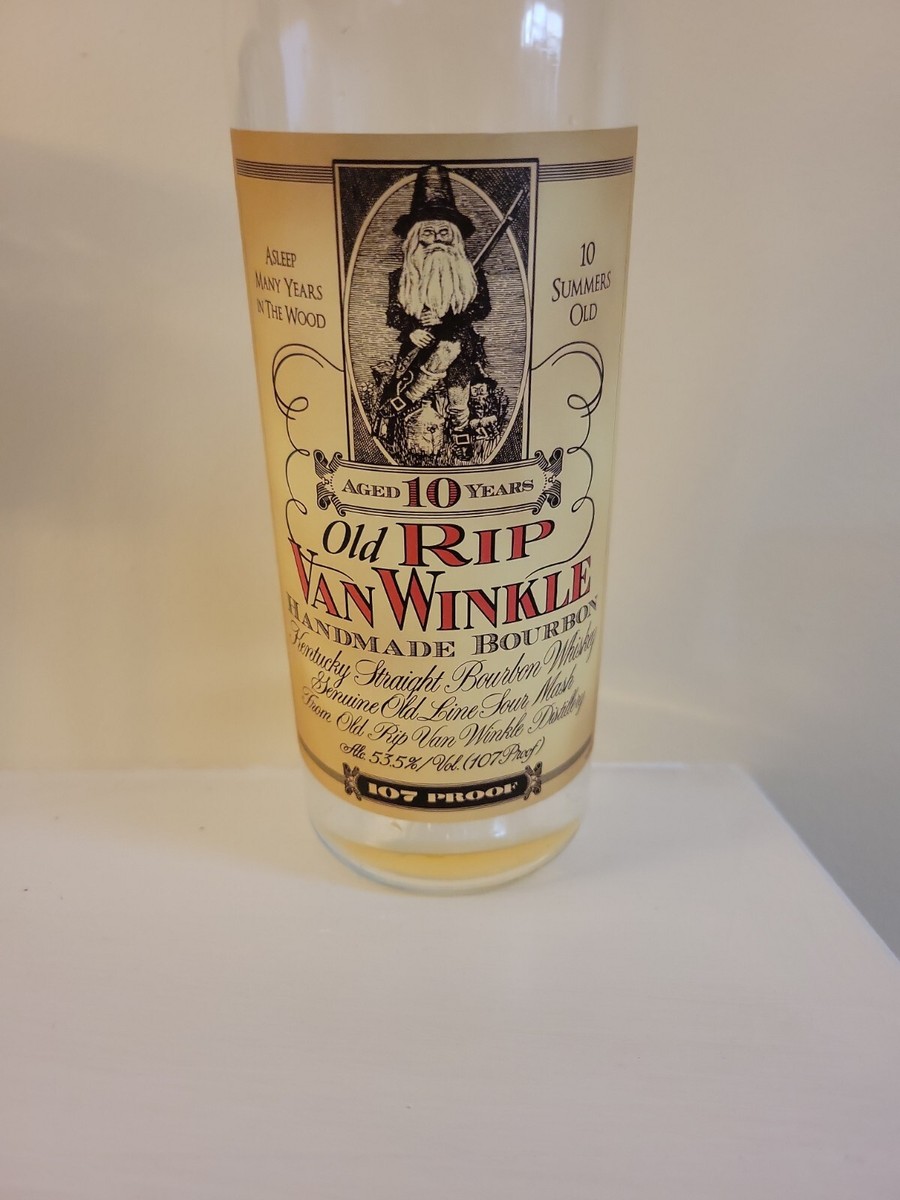 ASLEEP
MANY YEARS
IN THE WOOD
10
SUMMERS
OLD
AGED 10 YEARS
Old RIP
VAN WINKLE
HANDMADE BOURBON
Kentucky Straight Bourbon Whiskey
Genuine Old Line Sour Mash
From Old Rip Van Winkle Distillery
Alc. 53.5%/Vol. (107 Proof)
107 PROOF